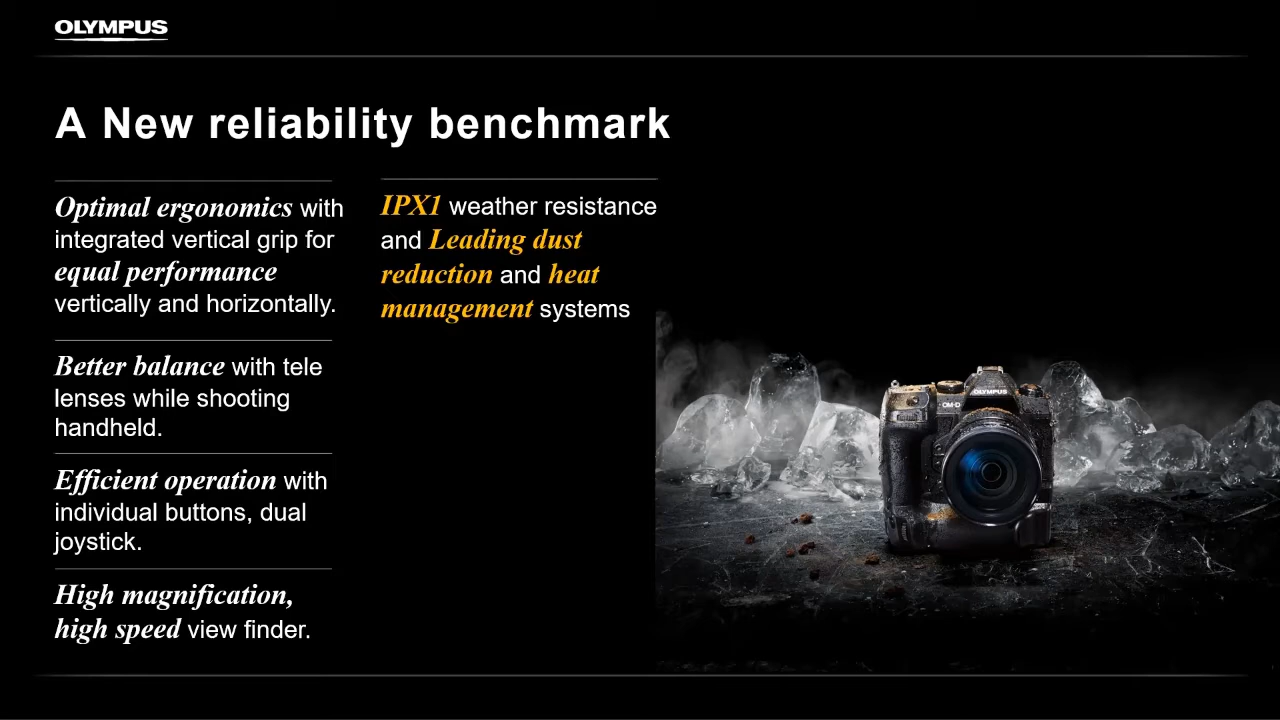 OLYMPUS
A New reliability benchmark
Optimal ergonomics with
integrated vertical grip for
equal performance
vertically and horizontally.
Better balance with tele
lenses while shooting
handheld.
Efficient operation with
individual buttons, dual
joystick.
High magnification,
high speed view finder.
IPX1 weather resistance
and Leading dust
reduction and heat
management systems
OLYMPUS
OM-D